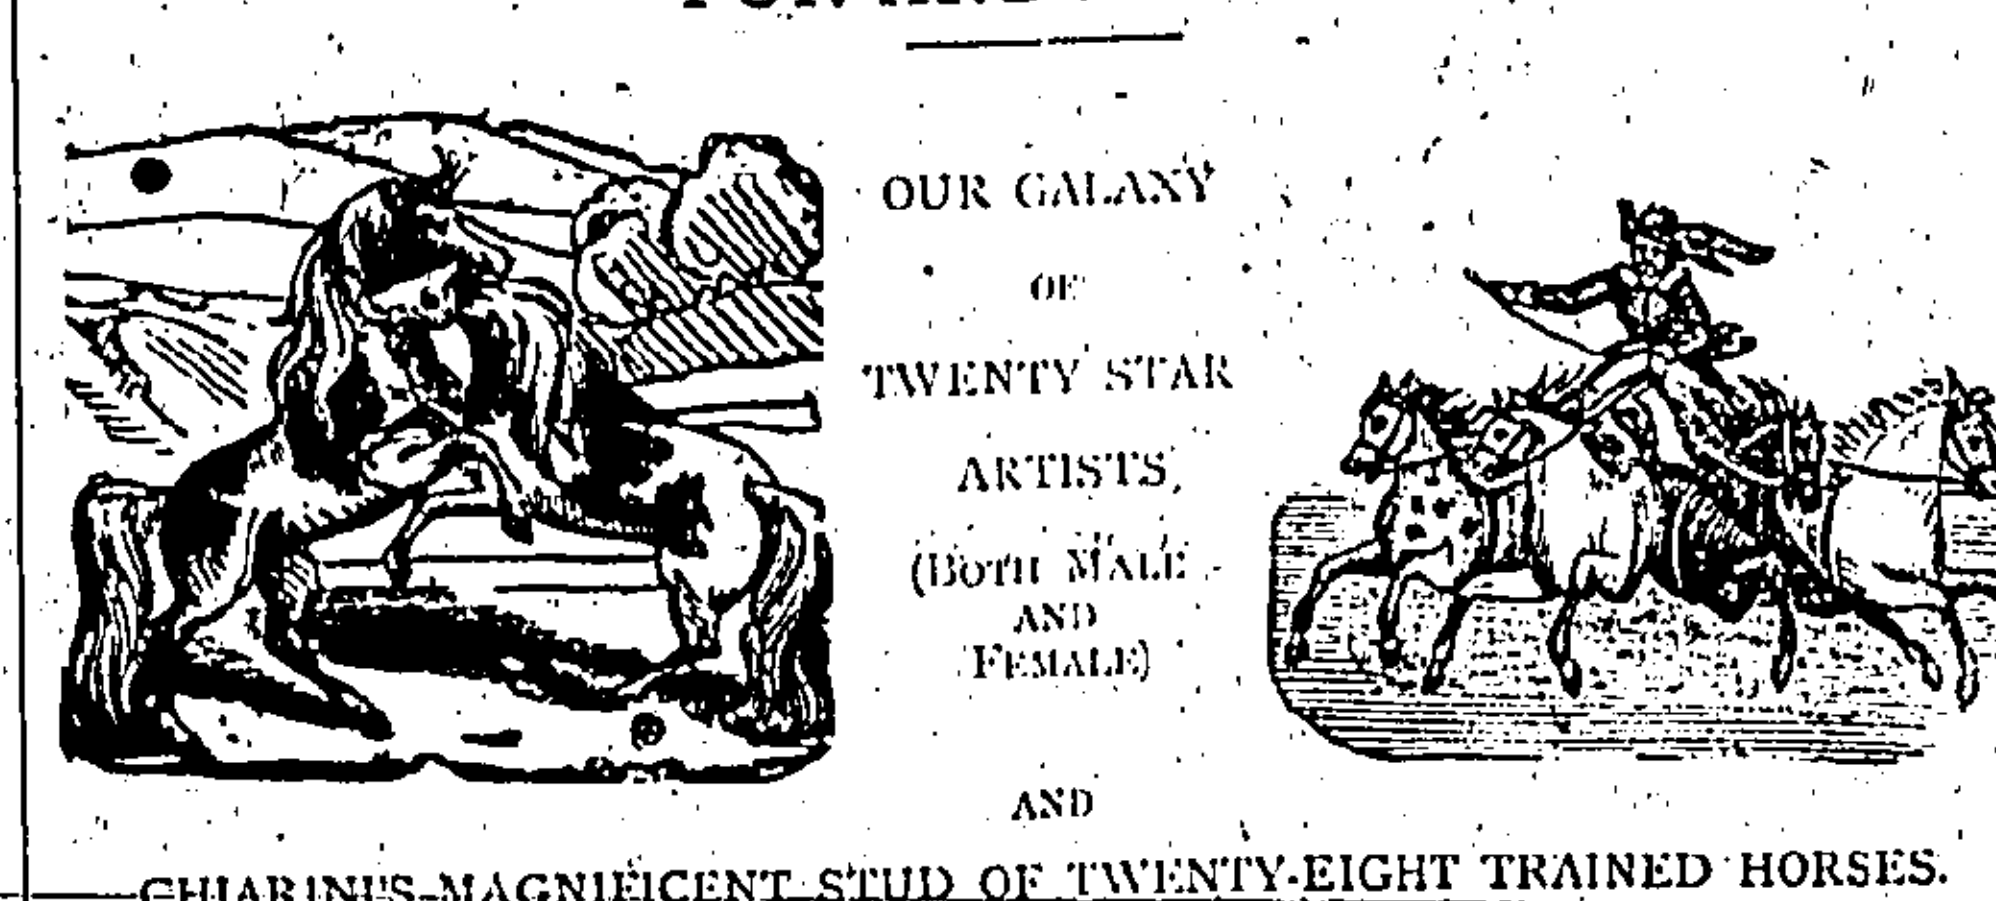 OUR GALAXY
OF
TWENTY STAR
ARTISTS,
(BOTH MALE
AND
FEMALE)
AND
CHIARINI'S MAGNIFICENT STUD OF TWENTY-EIGHT TRAINED HORSES.